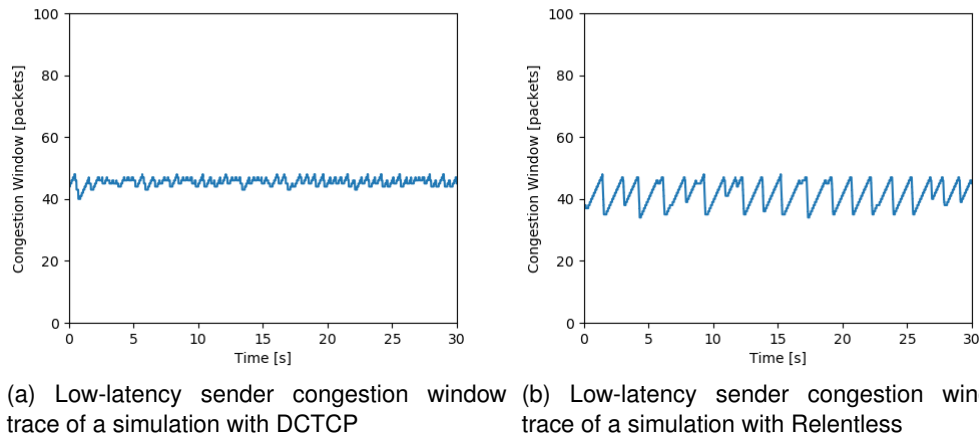 100
80
60
40
20
0
Congestion Window [packets]
0 5 10 15 20 25 30
Time [s]
100
80
60
40
20
0
Congestion Window [packets]
0 5 10 15 20 25 30
Time [s]
(a) Low-latency sender congestion window
trace of a simulation with DCTCP
(b) Low-latency sender congestion win
trace of a simulation with Relentless